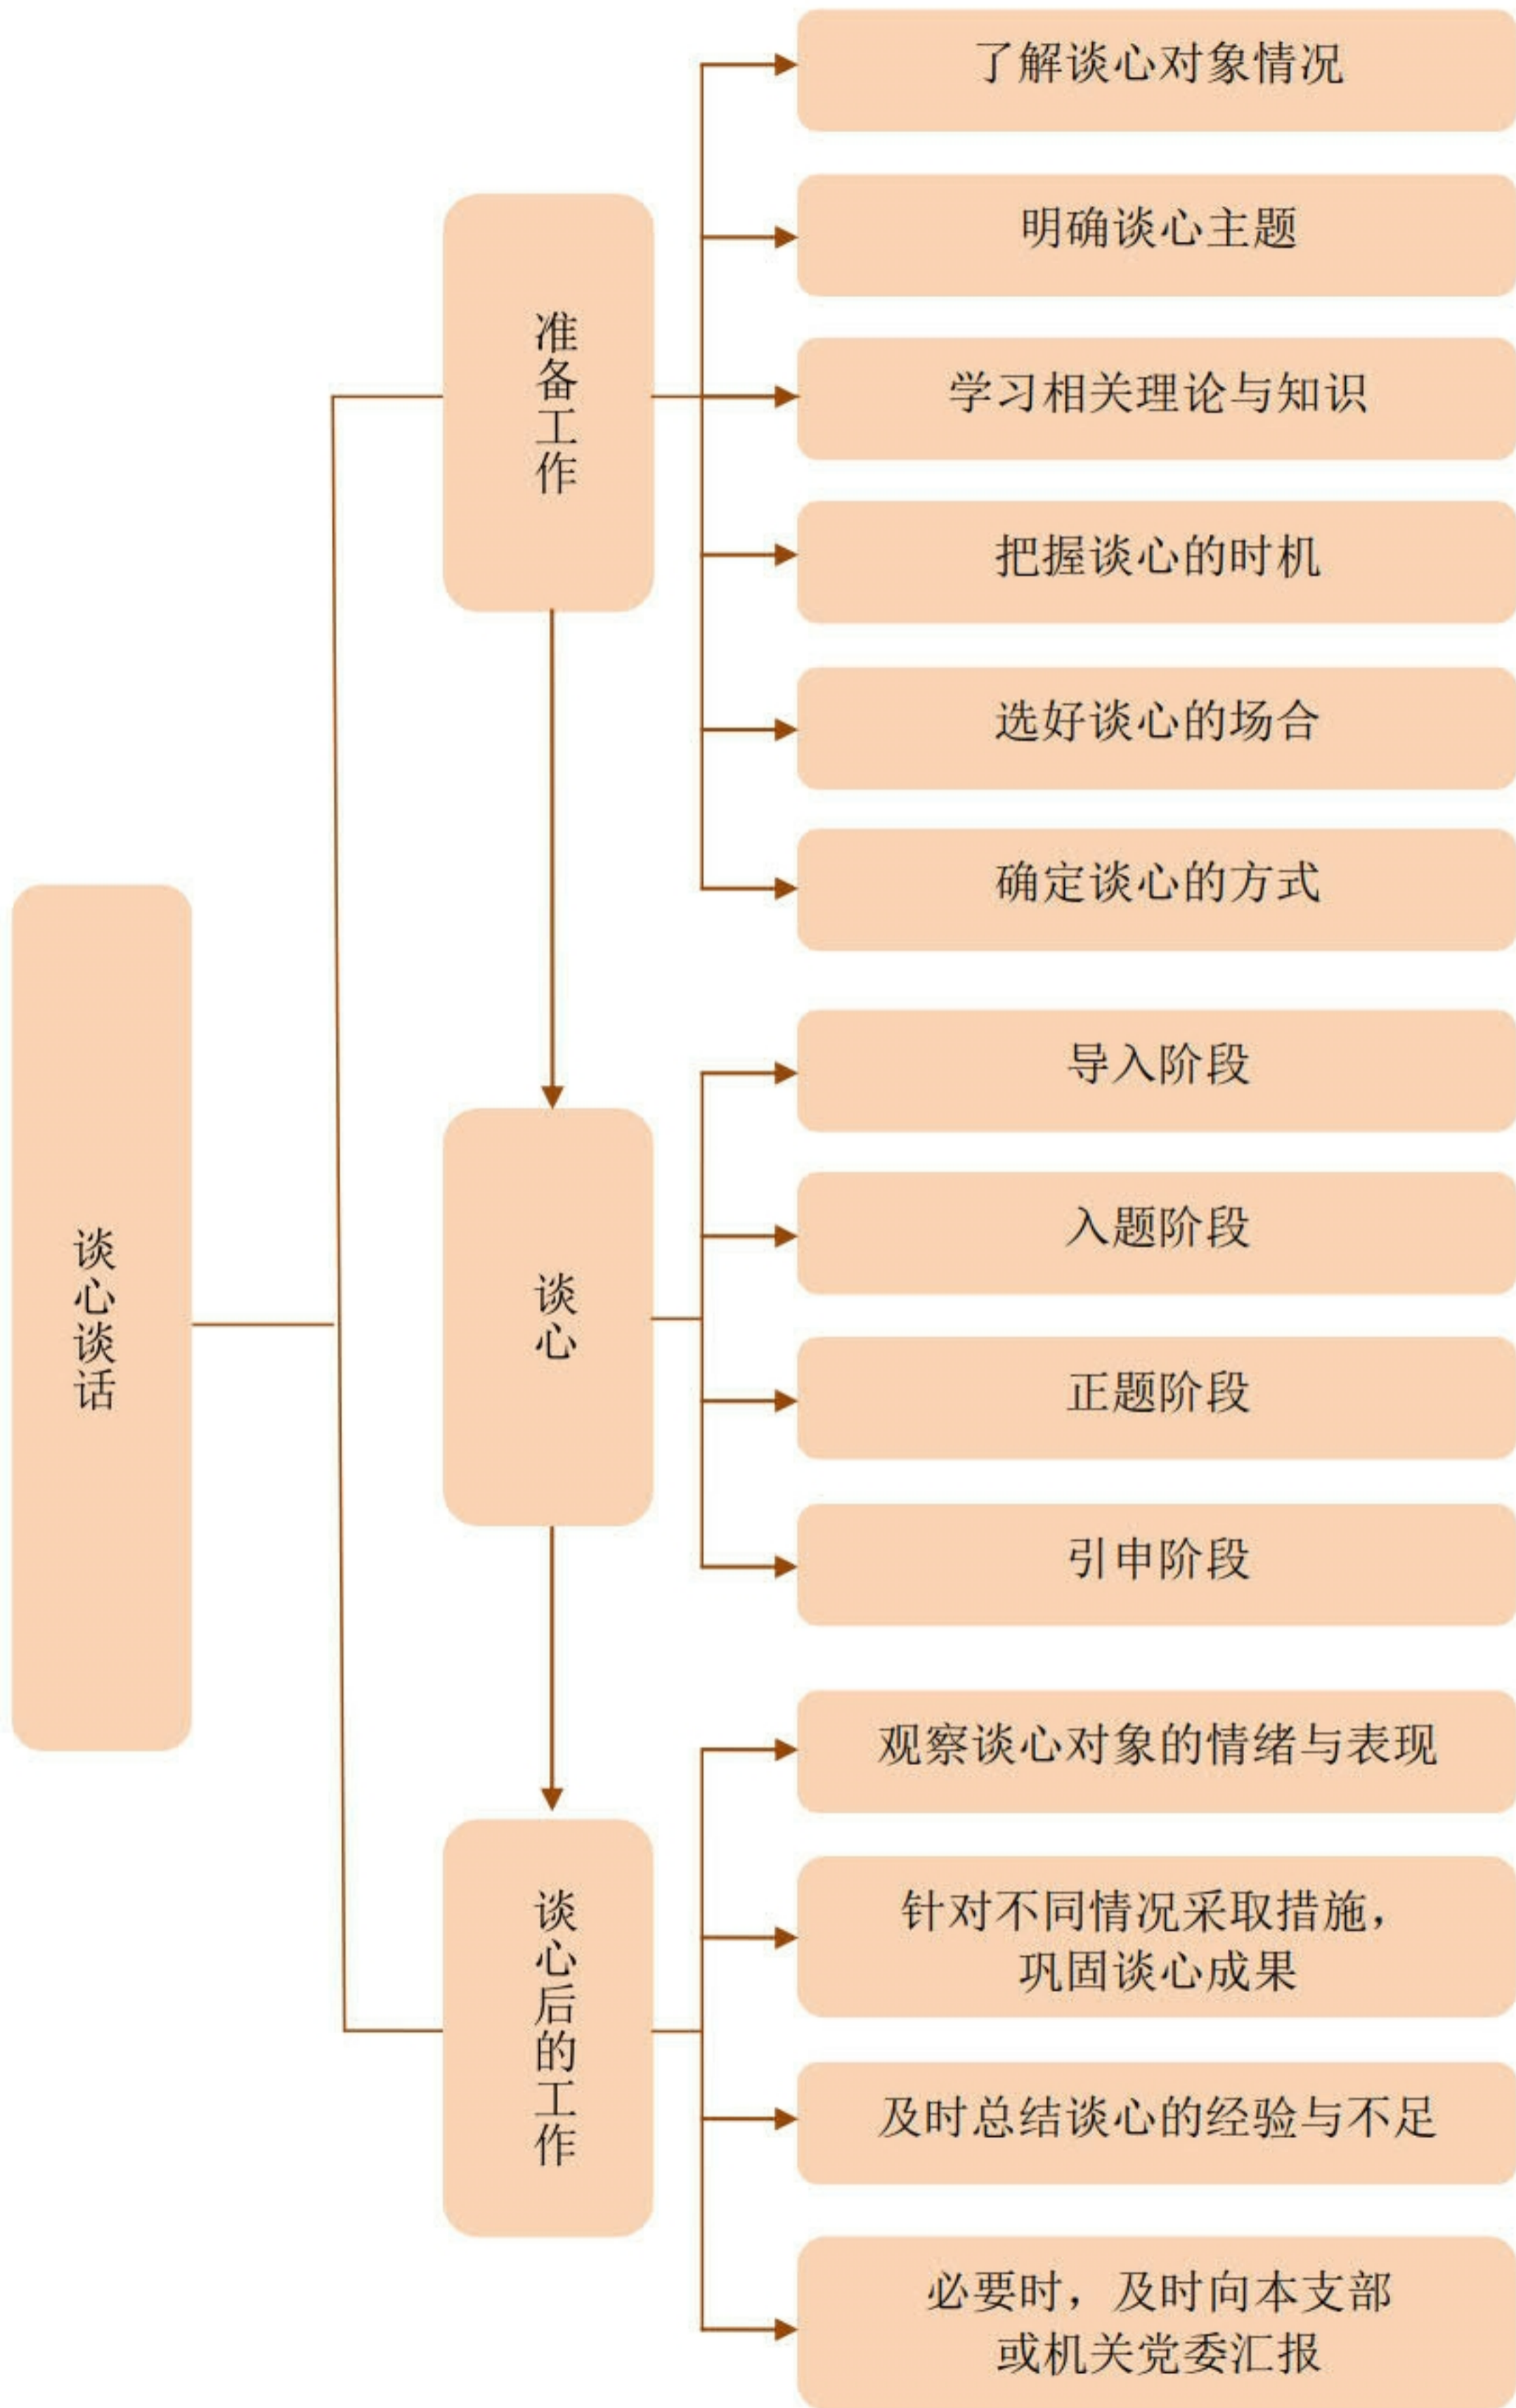 谈心谈话
准备工作
了解谈心对象情况
明确谈心主题
学习相关理论与知识
把握谈心的时机
选好谈心的场合
确定谈心的方式
谈心
导入阶段
入题阶段
正题阶段
引申阶段
谈心后的工作
观察谈心对象的情绪与表现
针对不同情况采取措施，
巩固谈心成果
及时总结谈心的经验与不足
必要时，及时向本支部
或机关党委汇报